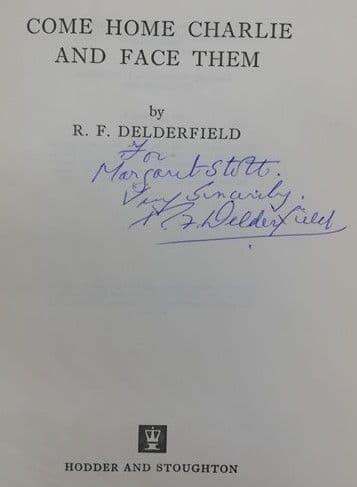 COME HOME CHARLIE
AND FACE THEM
by
R. F. DELDERFIELD
For
Margaret Stott.
Very Sincerely.
R F Delderfield
HODDER AND STOUGHTON